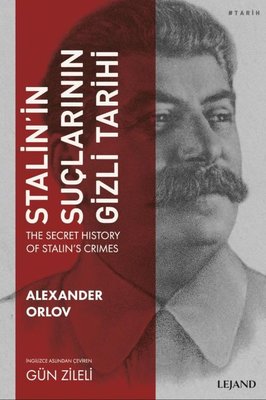 #TARİH
STALİN'İN
SUÇLARININ
GİZLİ TARİHİ
THE SECRET HISTORY
OF STALIN'S CRIMES
ALEXANDER
ORLOV
İNGİLİZCE ASLINDAN ÇEVİREN
GÜN ZİLELİ
LEJAND